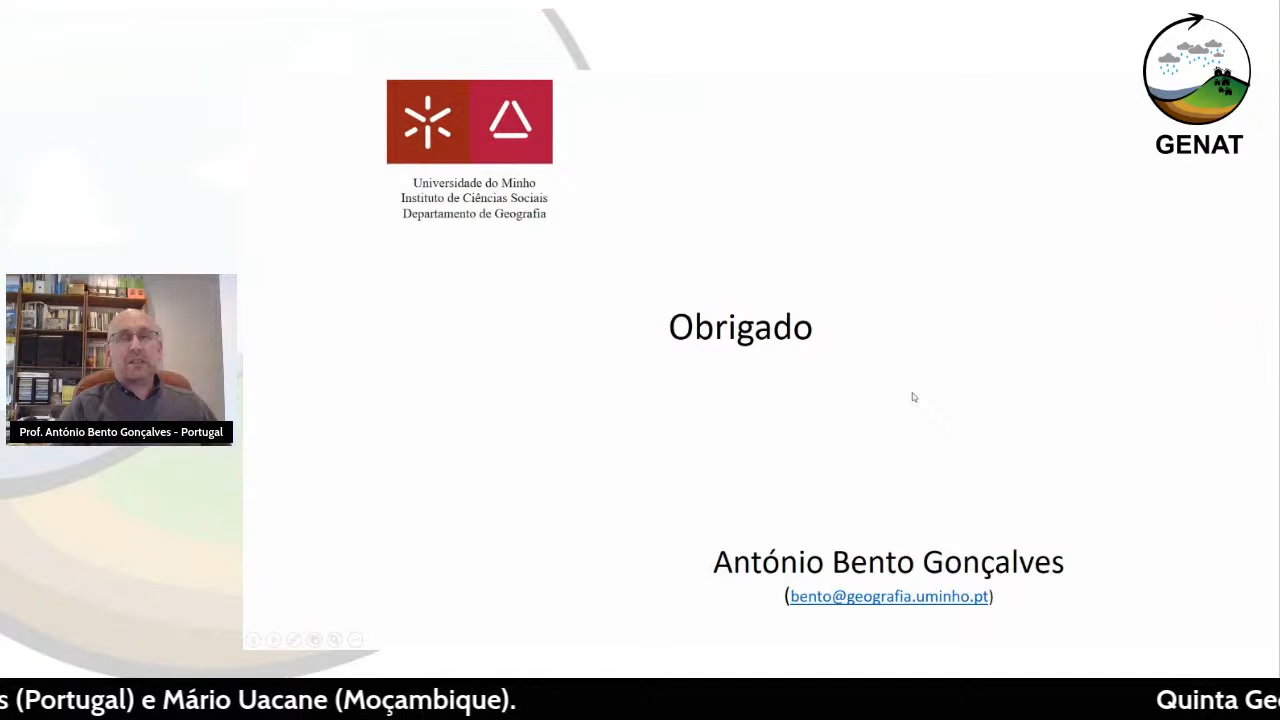 GENAT
Universidade do Minho
Instituto de Ciências Sociais
Departamento de Geografia
Obrigado
Prof. António Bento Gonçalves - Portugal
António Bento Gonçalves
(bento@geografia.uminho.pt)
s (Portugal) e Mário Uacane (Moçambique). Quinta Ge